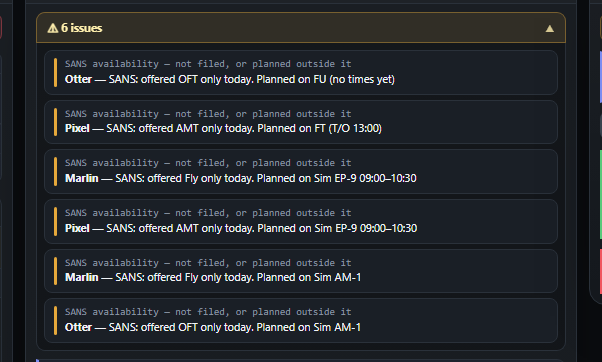 ⚠ 6 issues ▲
SANS availability — not filed, or planned outside it
Otter — SANS: offered OFT only today. Planned on FU (no times yet)
SANS availability — not filed, or planned outside it
Pixel — SANS: offered AMT only today. Planned on FT (T/O 13:00)
SANS availability — not filed, or planned outside it
Marlin — SANS: offered Fly only today. Planned on Sim EP-9 09:00–10:30
SANS availability — not filed, or planned outside it
Pixel — SANS: offered AMT only today. Planned on Sim EP-9 09:00–10:30
SANS availability — not filed, or planned outside it
Marlin — SANS: offered Fly only today. Planned on Sim AM-1
SANS availability — not filed, or planned outside it
Otter — SANS: offered OFT only today. Planned on Sim AM-1